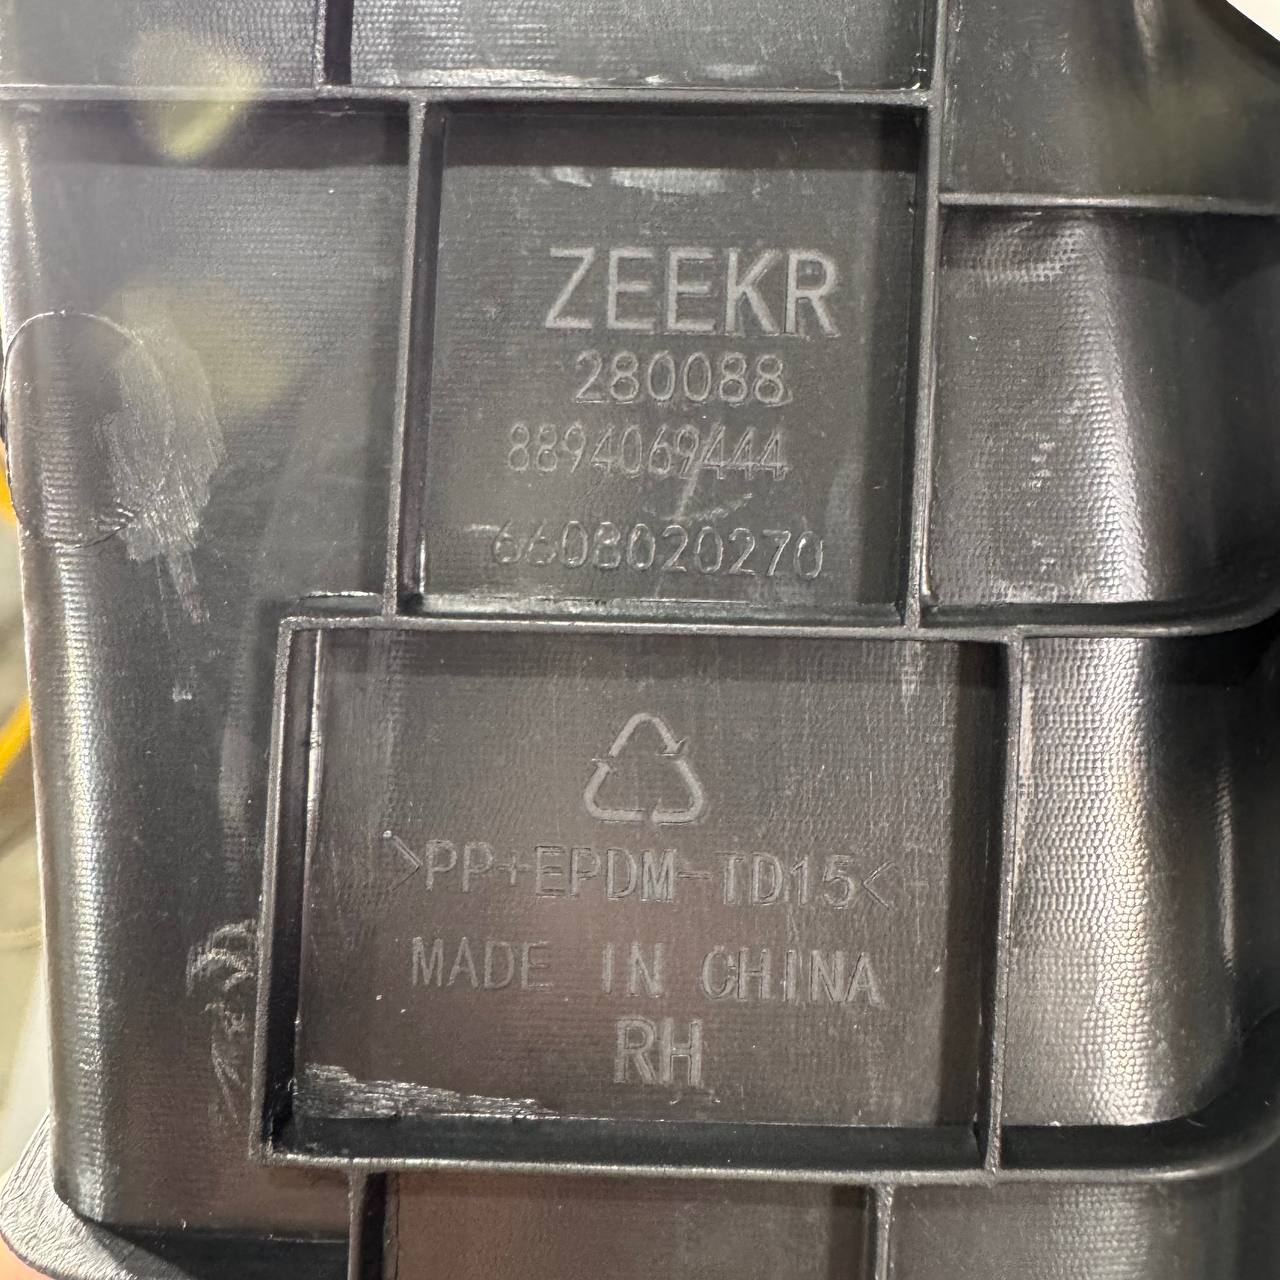 ZEEKR
280088
8894069444
6608020270
>PP+EPDM-TD15<
MADE IN CHINA
RH